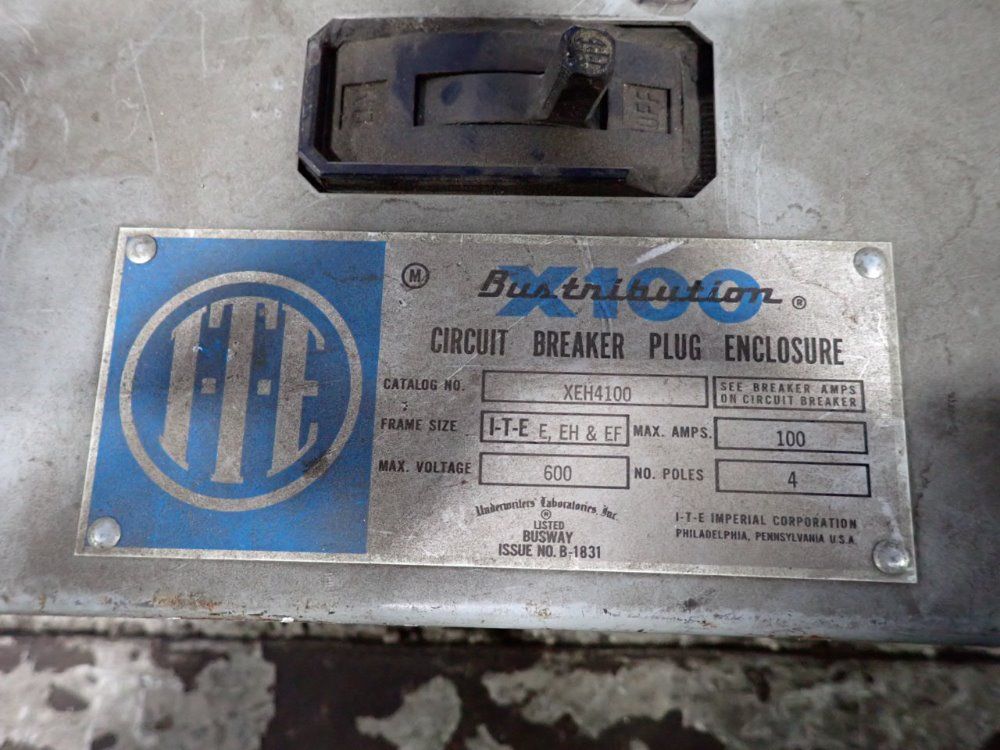 ON
OFF
I-T-E
M
X100
Bustribution ®
CIRCUIT BREAKER PLUG ENCLOSURE
CATALOG NO. XEH4100 SEE BREAKER AMPS
ON CIRCUIT BREAKER
FRAME SIZE I-T-E E, EH & EF MAX. AMPS. 100
MAX. VOLTAGE 600 NO. POLES 4
Underwriters' Laboratories, Inc.
®
LISTED
BUSWAY
ISSUE NO. B-1831
I-T-E IMPERIAL CORPORATION
PHILADELPHIA, PENNSYLVANIA U.S.A.